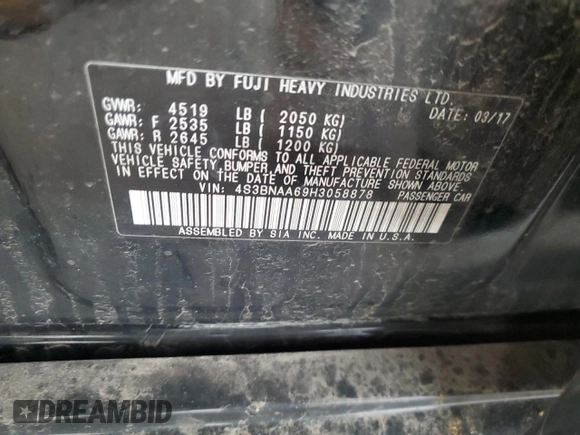 MFD BY FUJI HEAVY INDUSTRIES LTD.
GVWR: 4519 LB ( 2050 KG) DATE: 03/17
GAWR: F 2535 LB ( 1150 KG)
GAWR: R 2645 LB ( 1200 KG)
THIS VEHICLE CONFORMS TO ALL APPLICABLE FEDERAL MOTOR
VEHICLE SAFETY, BUMPER, AND THEFT PREVENTION STANDARDS
IN EFFECT ON THE DATE OF MANUFACTURE SHOWN ABOVE.
VIN: 4S3BNAA69H3058878 PASSENGER CAR
ASSEMBLED BY SIA INC. MADE IN U.S.A.
DREAMBID